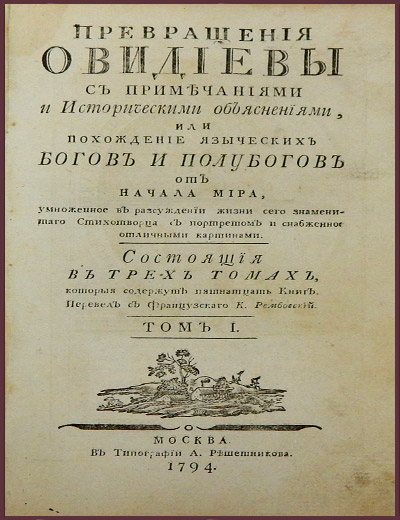 ПРЕВРАЩЕНІЯ
ОВИДІЕВЫ
СЪ ПРИМѢЧАНІЯМИ
и Историческими объясненіями,
ИЛИ
ПОХОЖДЕНІЕ ЯЗЫЧЕСКИХЪ
БОГОВЪ И ПОЛУБОГОВЪ
отъ
НАЧАЛА МІРА,
умноженное въ разсужденіи жизни сего знамени-
таго Стихотворца съ портретомъ и снабженное
отличными картинами.
Состоящія
ВЪ ТРЕХЪ ТОМАХЪ,
которыя содержутъ пятнатцать Книгъ.
Перевелъ съ Французскаго К. Рембовскій.
ТОМЪ I.
МОСКВА.
Въ Типографіи А. Рѣшетникова.
1794.